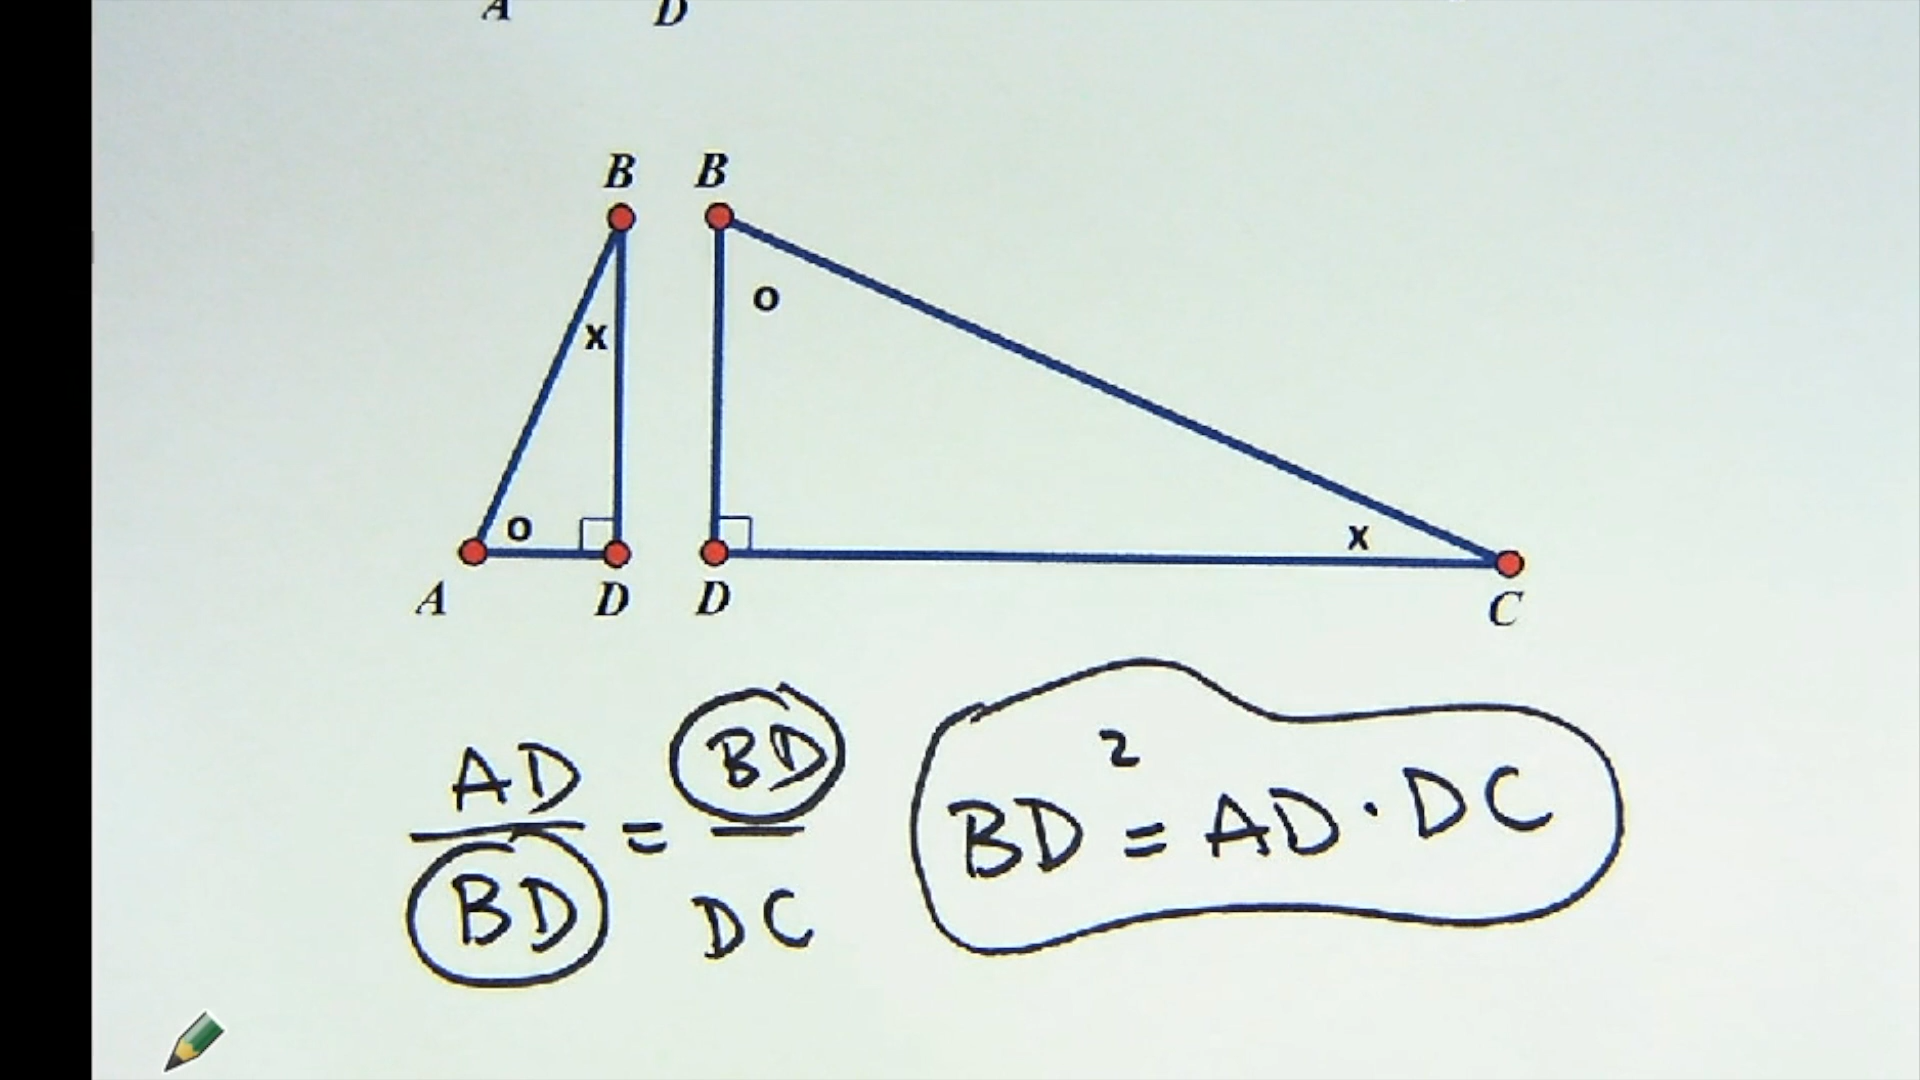 A D
B B
o
x
o x
A D D C
AD/BD = BD/DC
BD² = AD · DC